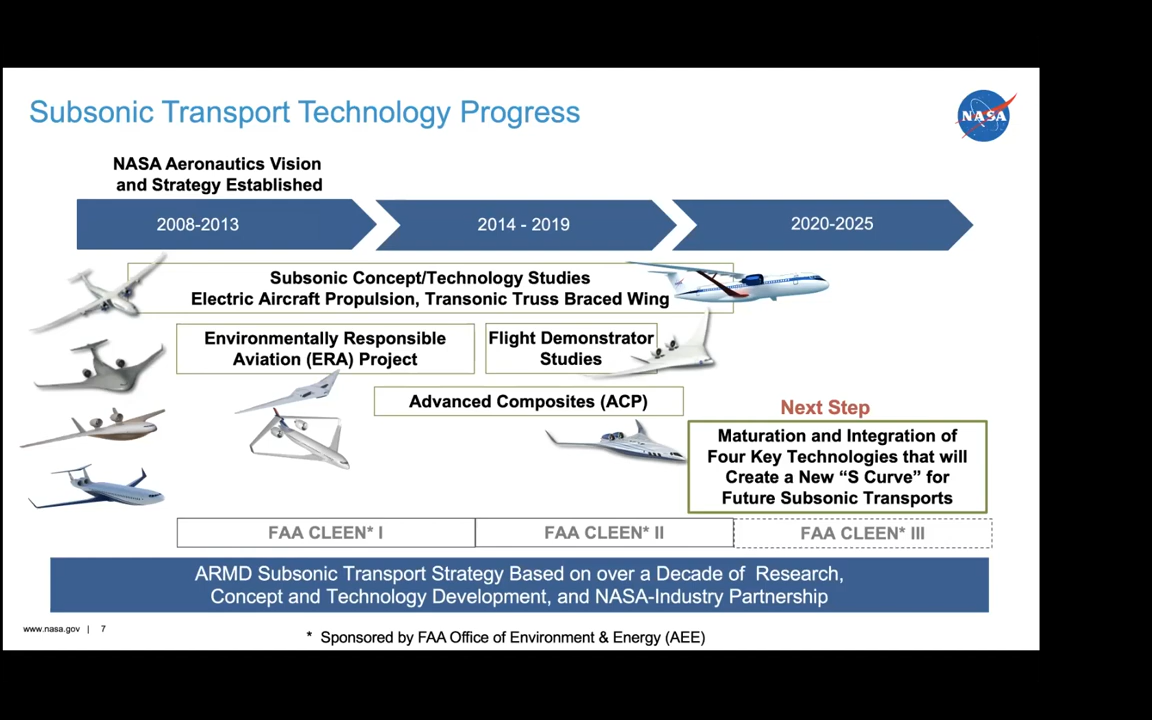 Subsonic Transport Technology Progress
NASA
NASA Aeronautics Vision
and Strategy Established
2008-2013
2014 - 2019
2020-2025
Subsonic Concept/Technology Studies
Electric Aircraft Propulsion, Transonic Truss Braced Wing
Environmentally Responsible
Aviation (ERA) Project
Flight Demonstrator
Studies
Advanced Composites (ACP)
Next Step
Maturation and Integration of
Four Key Technologies that will
Create a New “S Curve” for
Future Subsonic Transports
FAA CLEEN* I
FAA CLEEN* II
FAA CLEEN* III
ARMD Subsonic Transport Strategy Based on over a Decade of Research,
Concept and Technology Development, and NASA-Industry Partnership
www.nasa.gov | 7
* Sponsored by FAA Office of Environment & Energy (AEE)